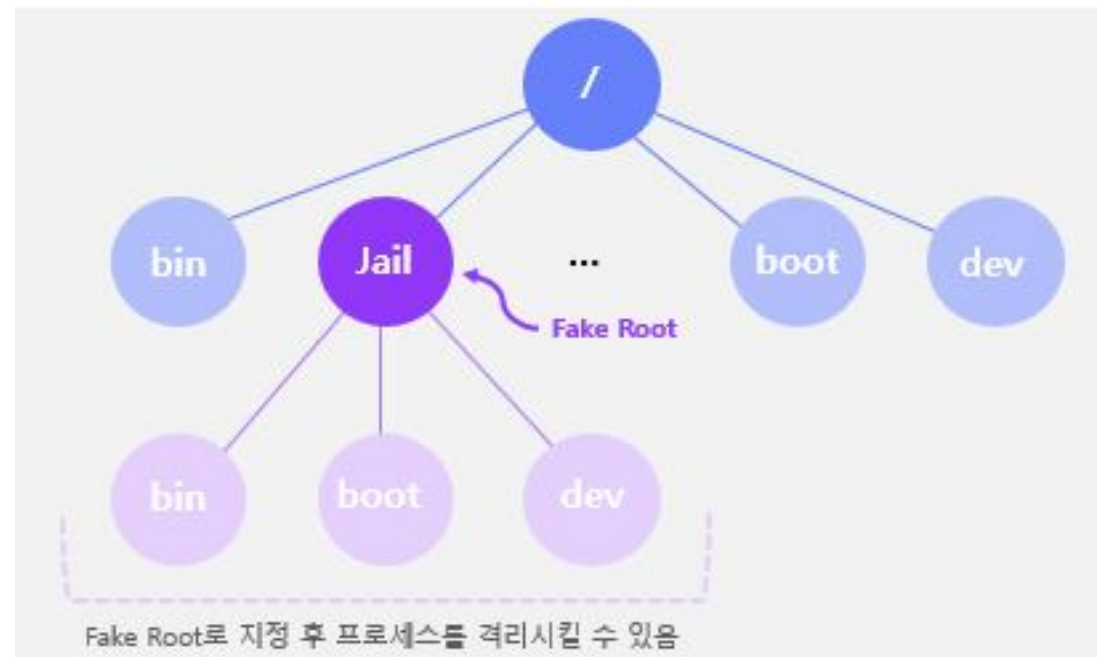 /
bin
Jail
...
boot
dev
Fake Root
bin
boot
dev
Fake Root로 지정 후 프로세스를 격리시킬 수 있음